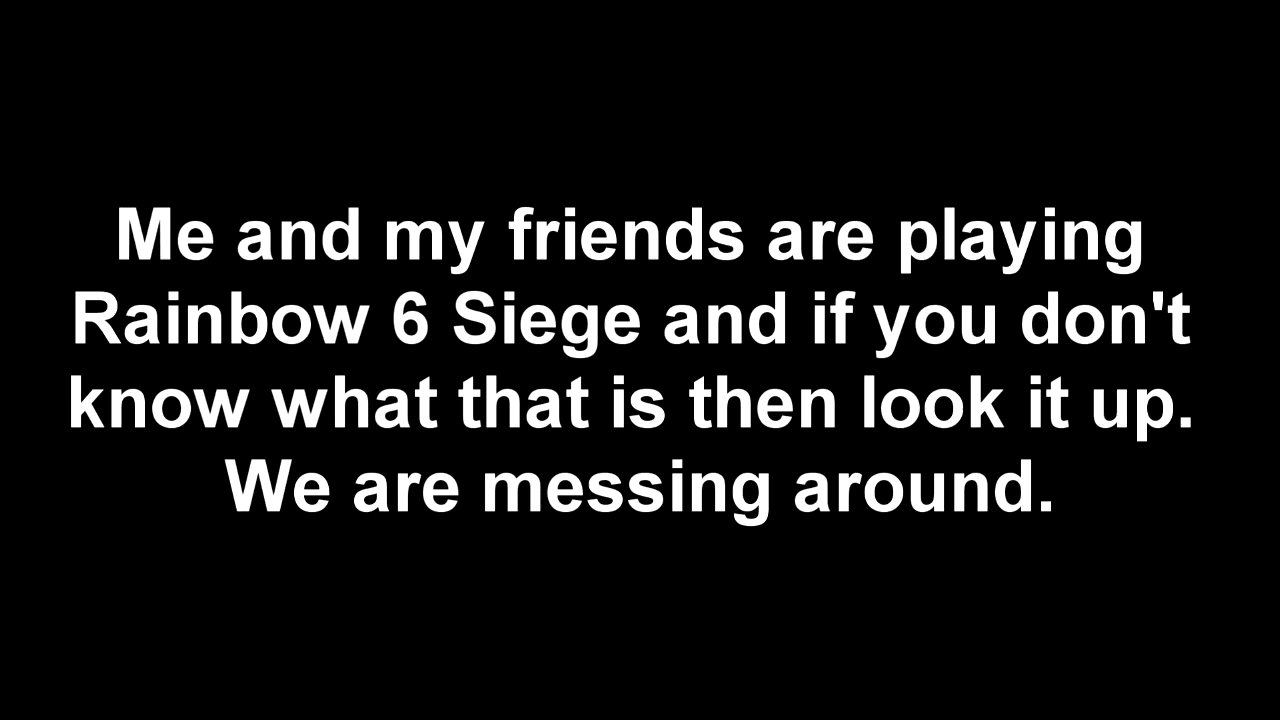 Me and my friends are playing
Rainbow 6 Siege and if you don't
know what that is then look it up.
We are messing around.